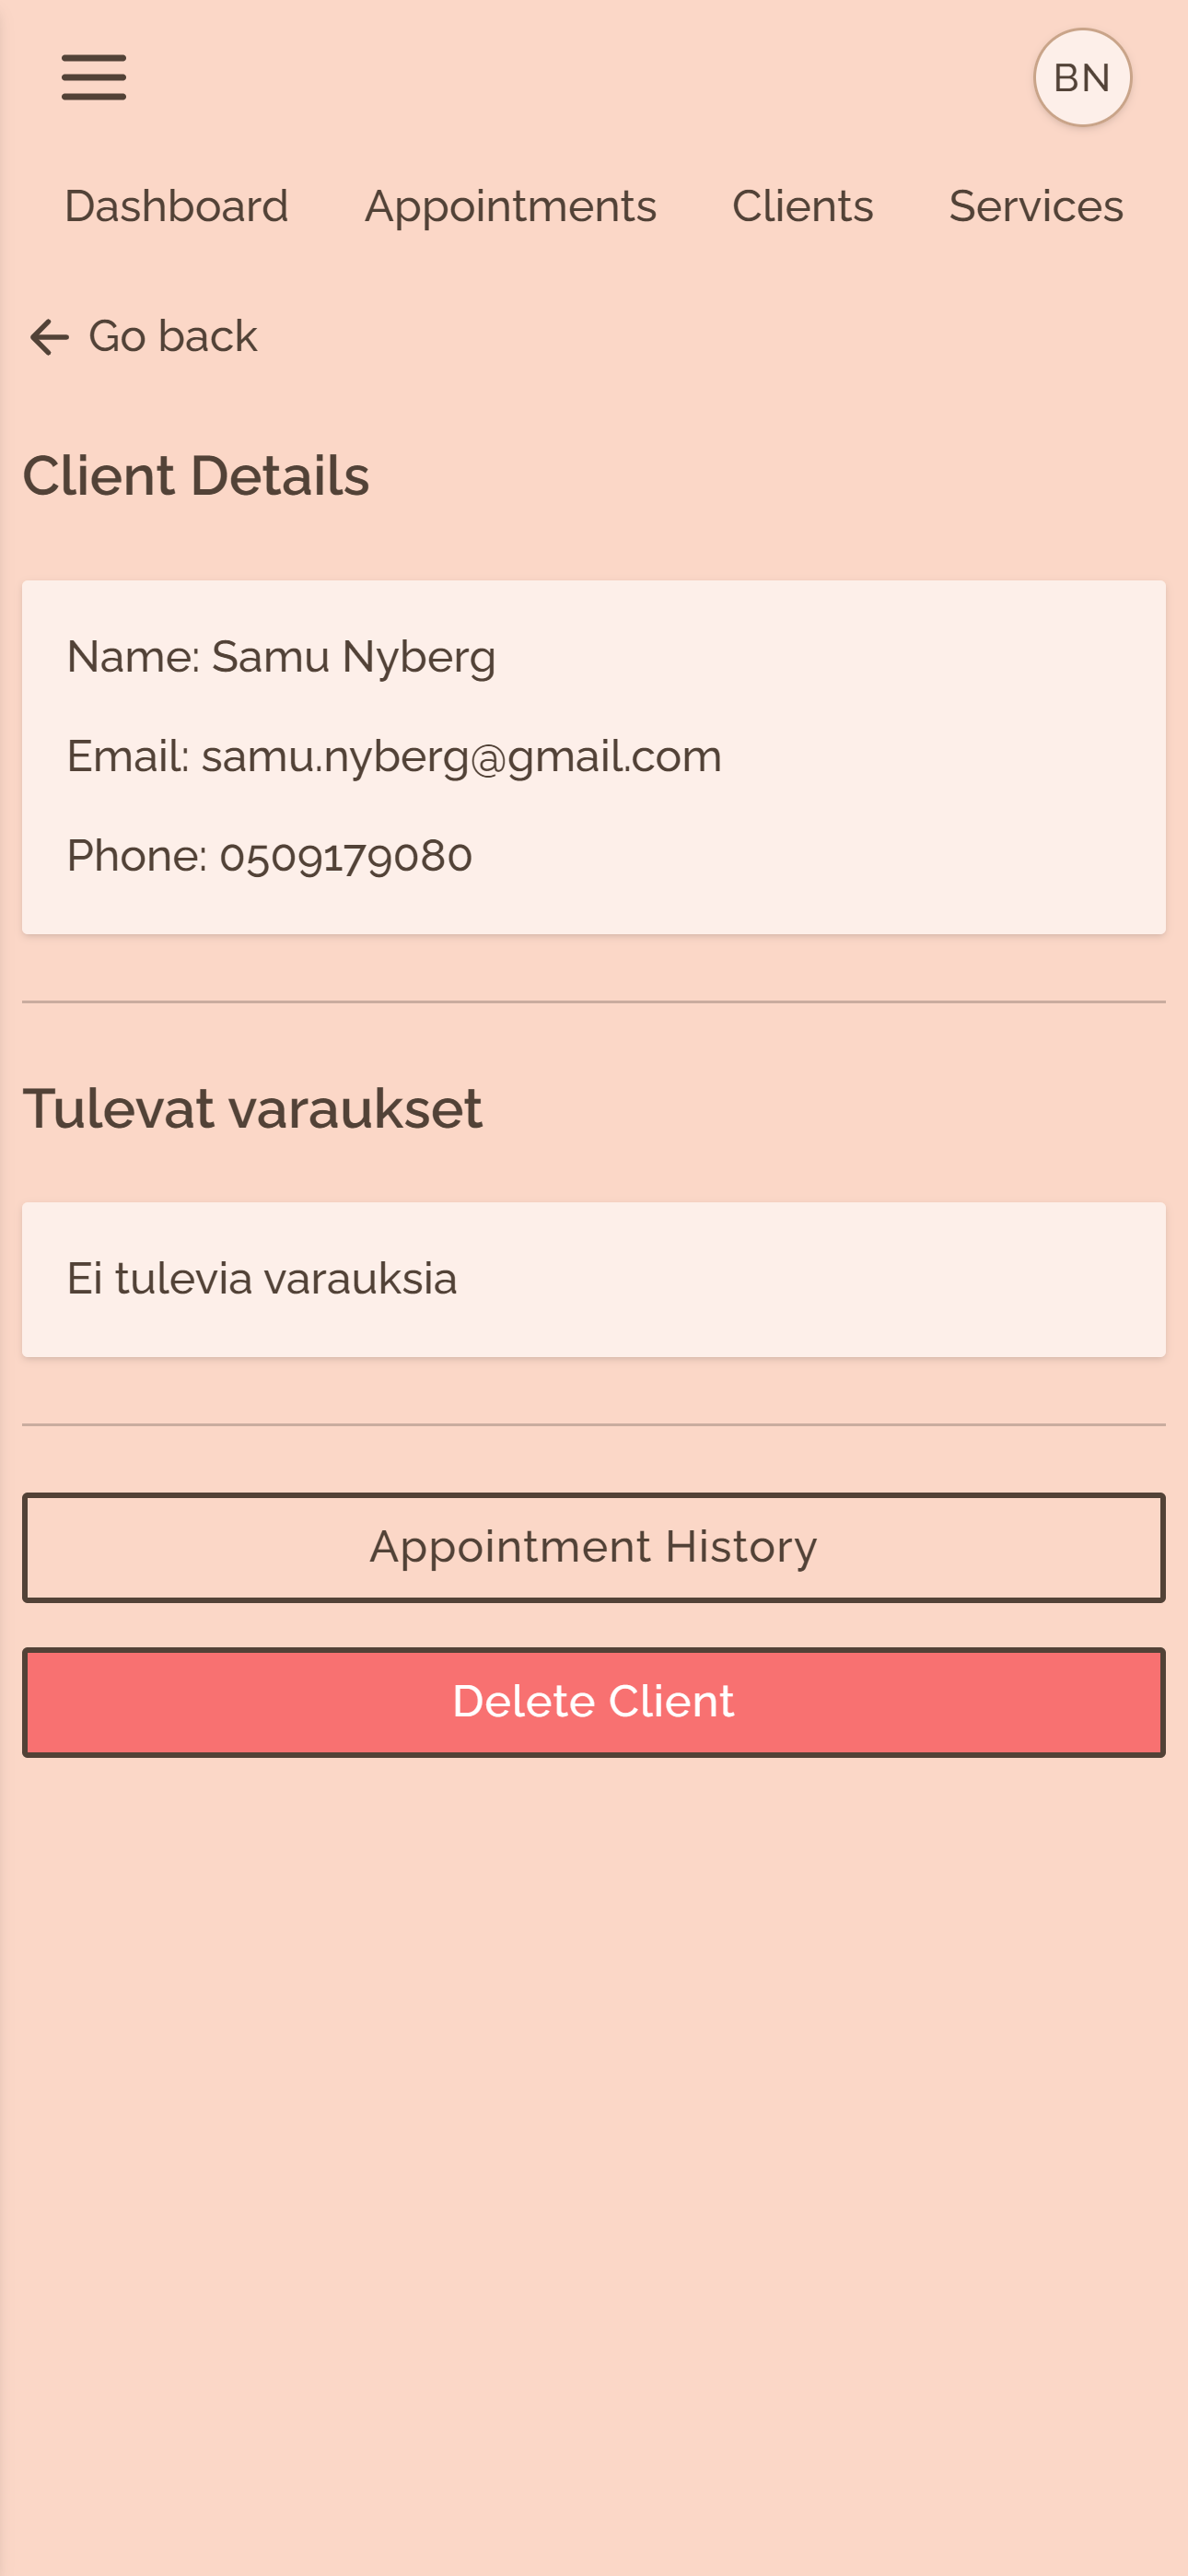 BN
Dashboard Appointments Clients Services
Go back
Client Details
Name: Samu Nyberg
Email: samu.nyberg@gmail.com
Phone: 0509179080
Tulevat varaukset
Ei tulevia varauksia
Appointment History
Delete Client